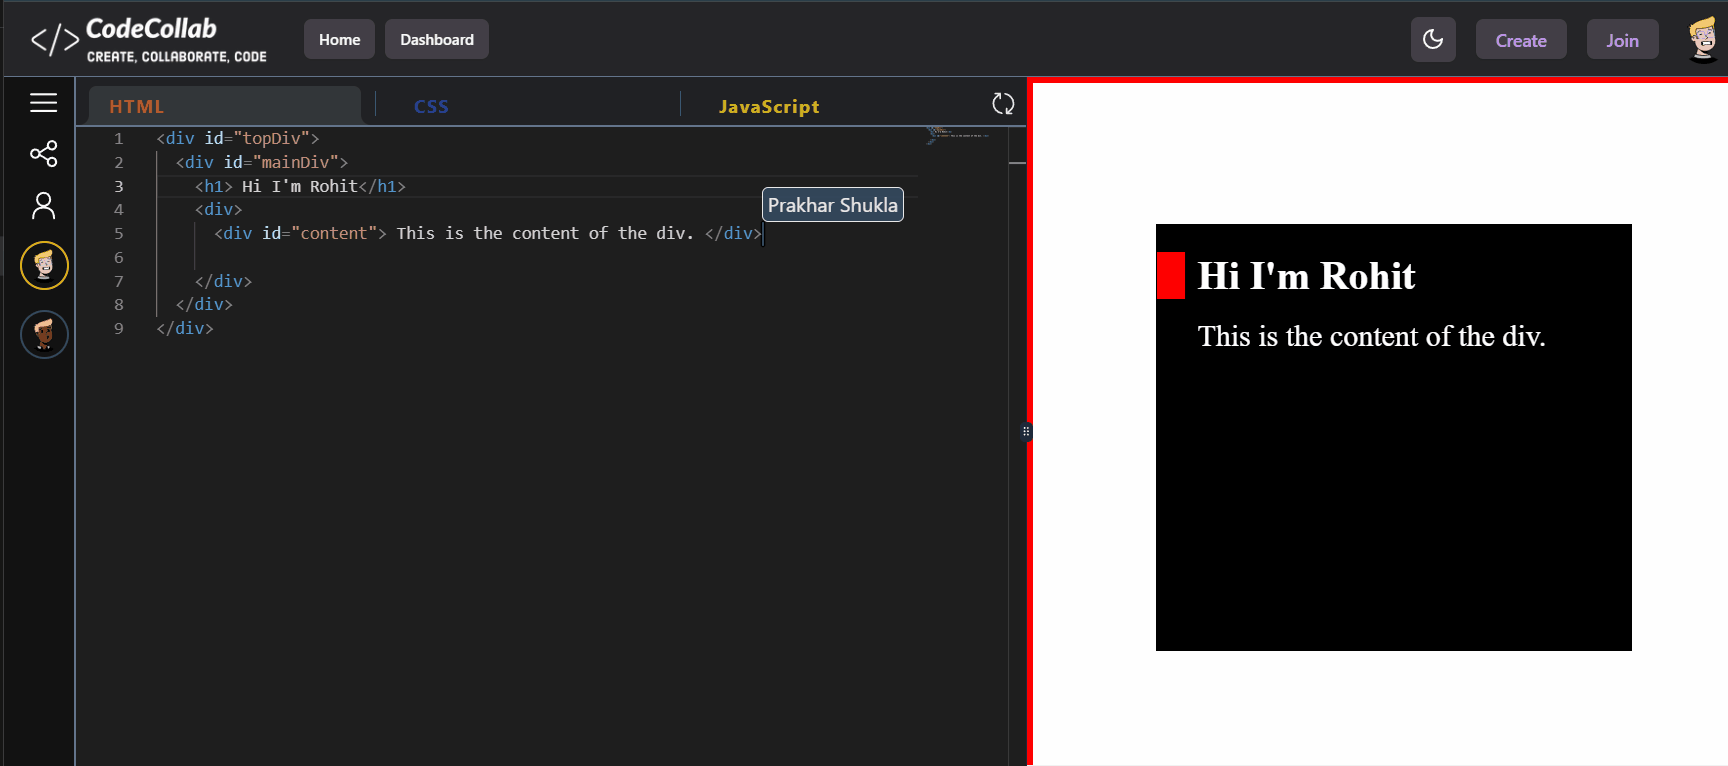 </> CodeCollab
CREATE, COLLABORATE, CODE
Home
Dashboard
Create
Join
HTML
CSS
JavaScript
1 <div id="topDiv">
2 <div id="mainDiv">
3 <h1> Hi I'm Rohit</h1>
4 <div>
Prakhar Shukla
5 <div id="content"> This is the content of the div. </div>
6
7 </div>
8 </div>
9 </div>
Hi I'm Rohit
This is the content of the div.